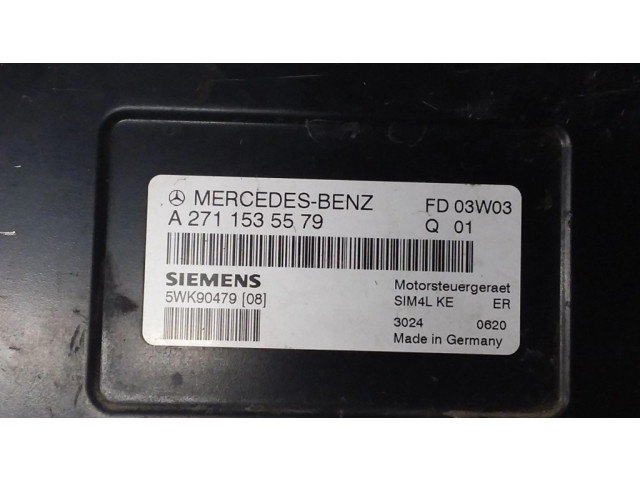 MERCEDES-BENZ FD 03W03
A 271 153 55 79 Q 01
SIEMENS Motorsteuergeraet
5WK90479 [08] SIM4L KE ER
3024 0620
Made in Germany